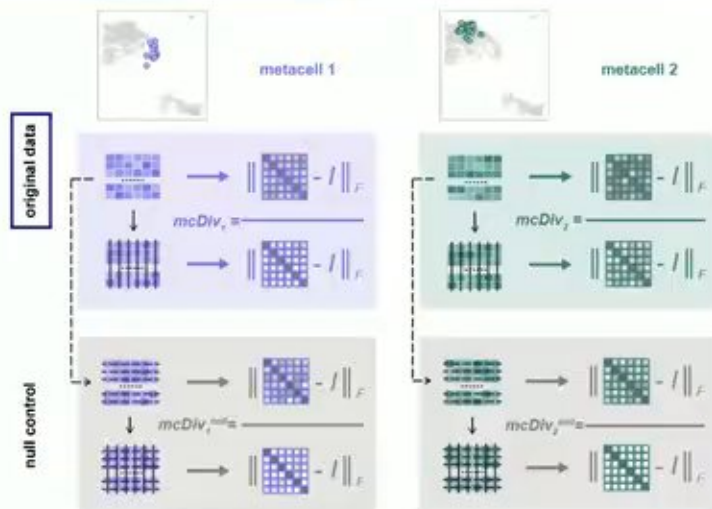 metacell 1
metacell 2
original data
‖ - I ‖ F
‖ - I ‖ F
mcDiv₁ =
mcDiv₂ =
‖ - I ‖ F
‖ - I ‖ F
null control
‖ - I ‖ F
‖ - I ‖ F
mcDiv₁ⁿᵘˡˡ =
mcDiv₂ⁿᵘˡˡ =
‖ - I ‖ F
‖ - I ‖ F